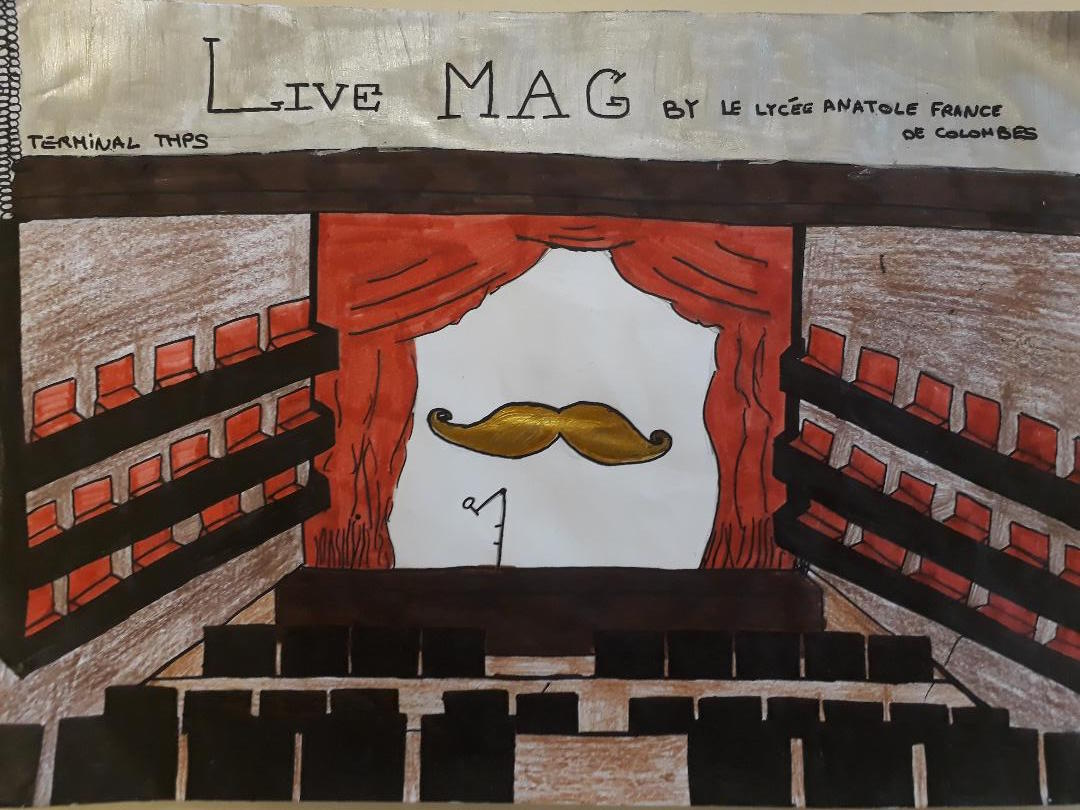 LIVE MAG BY LE LYCÉE ANATOLE FRANCE
DE COLOMBES
TERMiNAL THPS